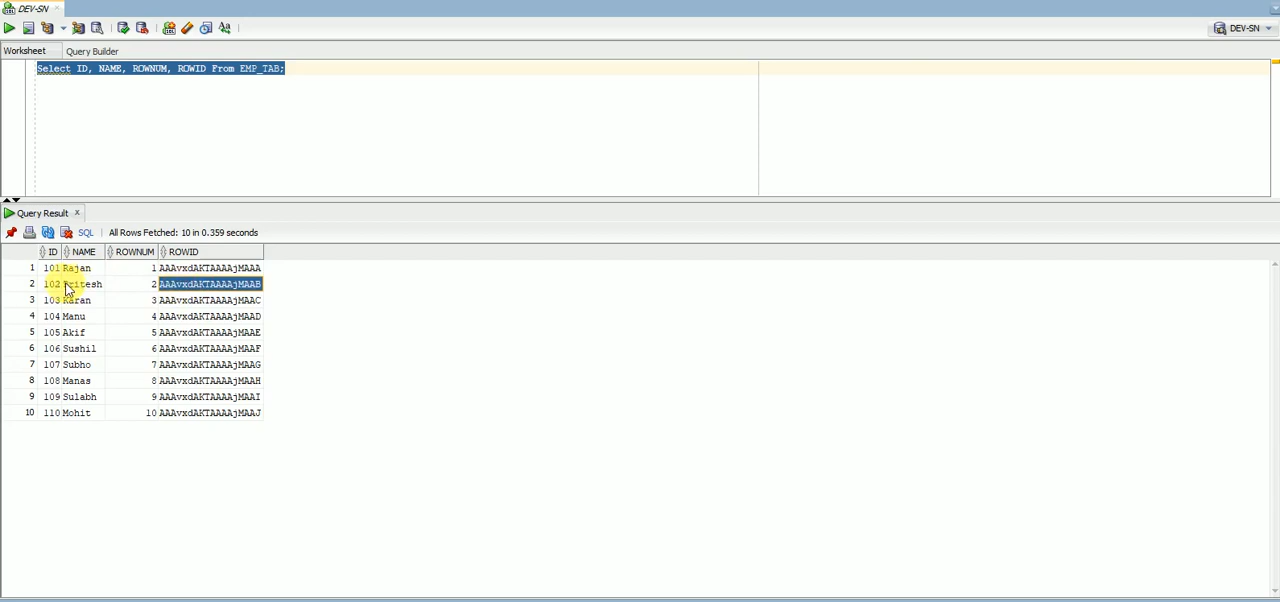 DEV-SN
DEV-SN
Worksheet Query Builder
Select ID, NAME, ROWNUM, ROWID From EMP_TAB;
Query Result x
SQL | All Rows Fetched: 10 in 0.359 seconds
ID NAME ROWNUM ROWID
1 101 Rajan 1 AAAvxdAKTAAAAjMAAA
2 102 Pritesh 2 AAAvxdAKTAAAAjMAAB
3 103 Karan 3 AAAvxdAKTAAAAjMAAC
4 104 Manu 4 AAAvxdAKTAAAAjMAAD
5 105 Akif 5 AAAvxdAKTAAAAjMAAE
6 106 Sushil 6 AAAvxdAKTAAAAjMAAF
7 107 Subho 7 AAAvxdAKTAAAAjMAAG
8 108 Manas 8 AAAvxdAKTAAAAjMAAH
9 109 Sulabh 9 AAAvxdAKTAAAAjMAAI
10 110 Mohit 10 AAAvxdAKTAAAAjMAAJ